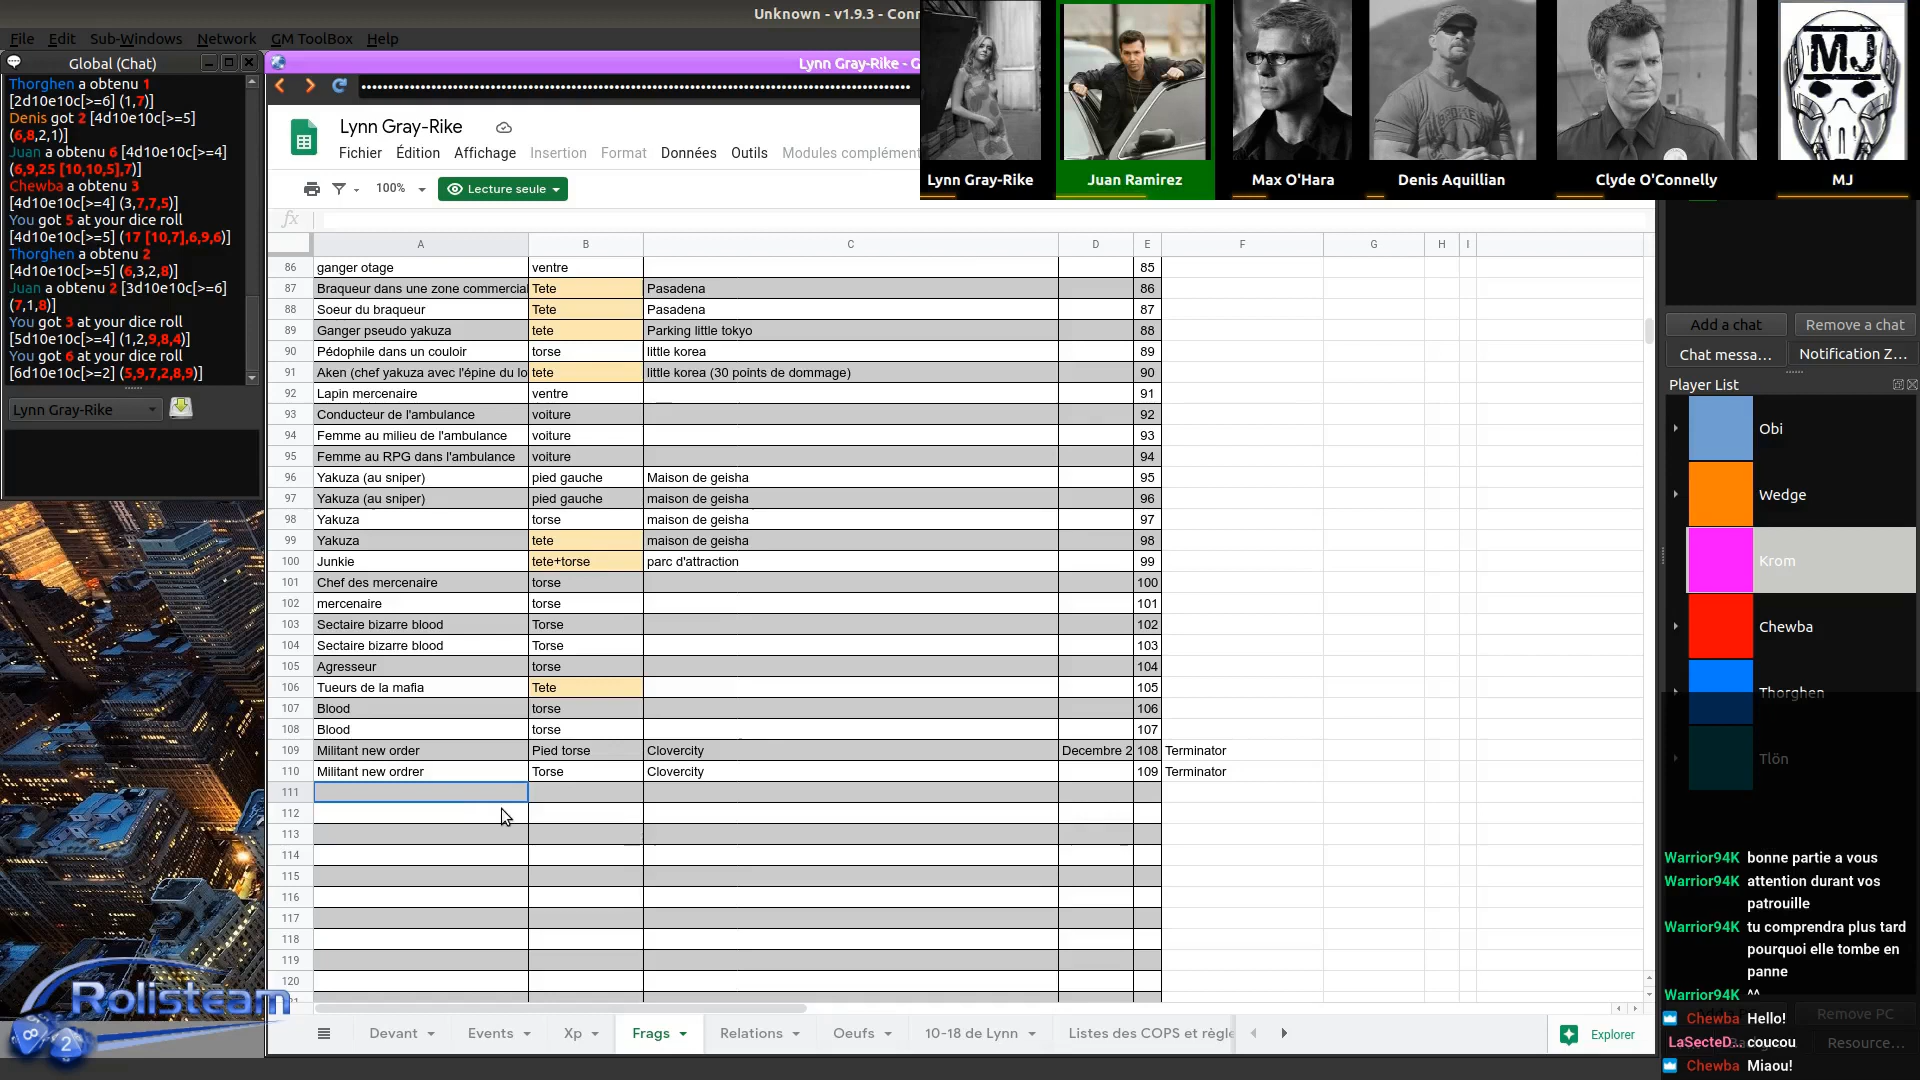 Unknown - v1.9.3 - Conn
File Edit Sub-Windows Network GM ToolBox Help
Global (Chat)
Thorghen a obtenu 1
[2d10e10c[>=6] (1,7)]
Denis got 2 [4d10e10c[>=5]
(6,8,2,1)]
Juan a obtenu 6 [4d10e10c[>=4]
(6,9,25 [10,10,5],7)]
Chewba a obtenu 3
[4d10e10c[>=4] (3,7,7,5)]
You got 5 at your dice roll
[4d10e10c[>=5] (17 [10,7],6,9,6)]
Thorghen a obtenu 2
[4d10e10c[>=5] (6,3,2,8)]
Juan a obtenu 2 [3d10e10c[>=6]
(7,1,8)]
You got 3 at your dice roll
[5d10e10c[>=4] (1,2,9,8,4)]
You got 6 at your dice roll
[6d10e10c[>=2] (5,9,7,2,8,9)]
Lynn Gray-Rike
Rolisteam
8 2
Lynn Gray-Rike - G
Lynn Gray-Rike
Fichier Édition Affichage Insertion Format Données Outils Modules complément
100% Lecture seule
fx
A B C D E F G H I
86 ganger otage ventre 85
87 Braqueur dans une zone commercial Tete Pasadena 86
88 Soeur du braqueur Tete Pasadena 87
89 Ganger pseudo yakuza tete Parking little tokyo 88
90 Pédophile dans un couloir torse little korea 89
91 Aken (chef yakuza avec l'épine du lo tete little korea (30 points de dommage) 90
92 Lapin mercenaire ventre 91
93 Conducteur de l'ambulance voiture 92
94 Femme au milieu de l'ambulance voiture 93
95 Femme au RPG dans l'ambulance voiture 94
96 Yakuza (au sniper) pied gauche Maison de geisha 95
97 Yakuza (au sniper) pied gauche maison de geisha 96
98 Yakuza torse maison de geisha 97
99 Yakuza tete maison de geisha 98
100 Junkie tete+torse parc d'attraction 99
101 Chef des mercenaire torse 100
102 mercenaire torse 101
103 Sectaire bizarre blood Torse 102
104 Sectaire bizarre blood Torse 103
105 Agresseur torse 104
106 Tueurs de la mafia Tete 105
107 Blood torse 106
108 Blood torse 107
109 Militant new order Pied torse Clovercity Decembre 2 108 Terminator
110 Militant new ordrer Torse Clovercity 109 Terminator
111
112
113
114
115
116
117
118
119
120
Devant Events Xp Frags Relations Oeufs 10-18 de Lynn Listes des COPS et règle Explorer
MJ
Lynn Gray-Rike Juan Ramirez Max O'Hara Denis Aquillian Clyde O'Connelly MJ
Add a chat Remove a chat
Chat messa... Notification Z...
Player List
Obi
Wedge
Krom
Chewba
Thorghen
Tlön
Warrior94K bonne partie a vous
Warrior94K attention durant vos
patrouille
Warrior94K tu comprendra plus tard
pourquoi elle tombe en
panne
Warrior94K ^^
Chewba Hello!
Remove PC
LaSecteD... coucou
Resource...
Chewba Miaou!